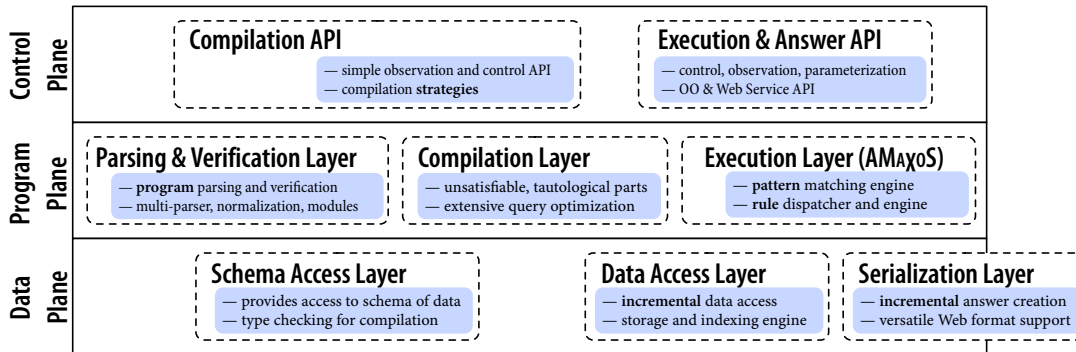 Control
Plane
Compilation API
— simple observation and control API
— compilation strategies
Execution & Answer API
— control, observation, parameterization
— OO & Web Service API
Program
Plane
Parsing & Verification Layer
— program parsing and verification
— multi-parser, normalization, modules
Compilation Layer
— unsatisfiable, tautological parts
— extensive query optimization
Execution Layer (AMaχoS)
— pattern matching engine
— rule dispatcher and engine
Data
Plane
Schema Access Layer
— provides access to schema of data
— type checking for compilation
Data Access Layer
— incremental data access
— storage and indexing engine
Serialization Layer
— incremental answer creation
— versatile Web format support